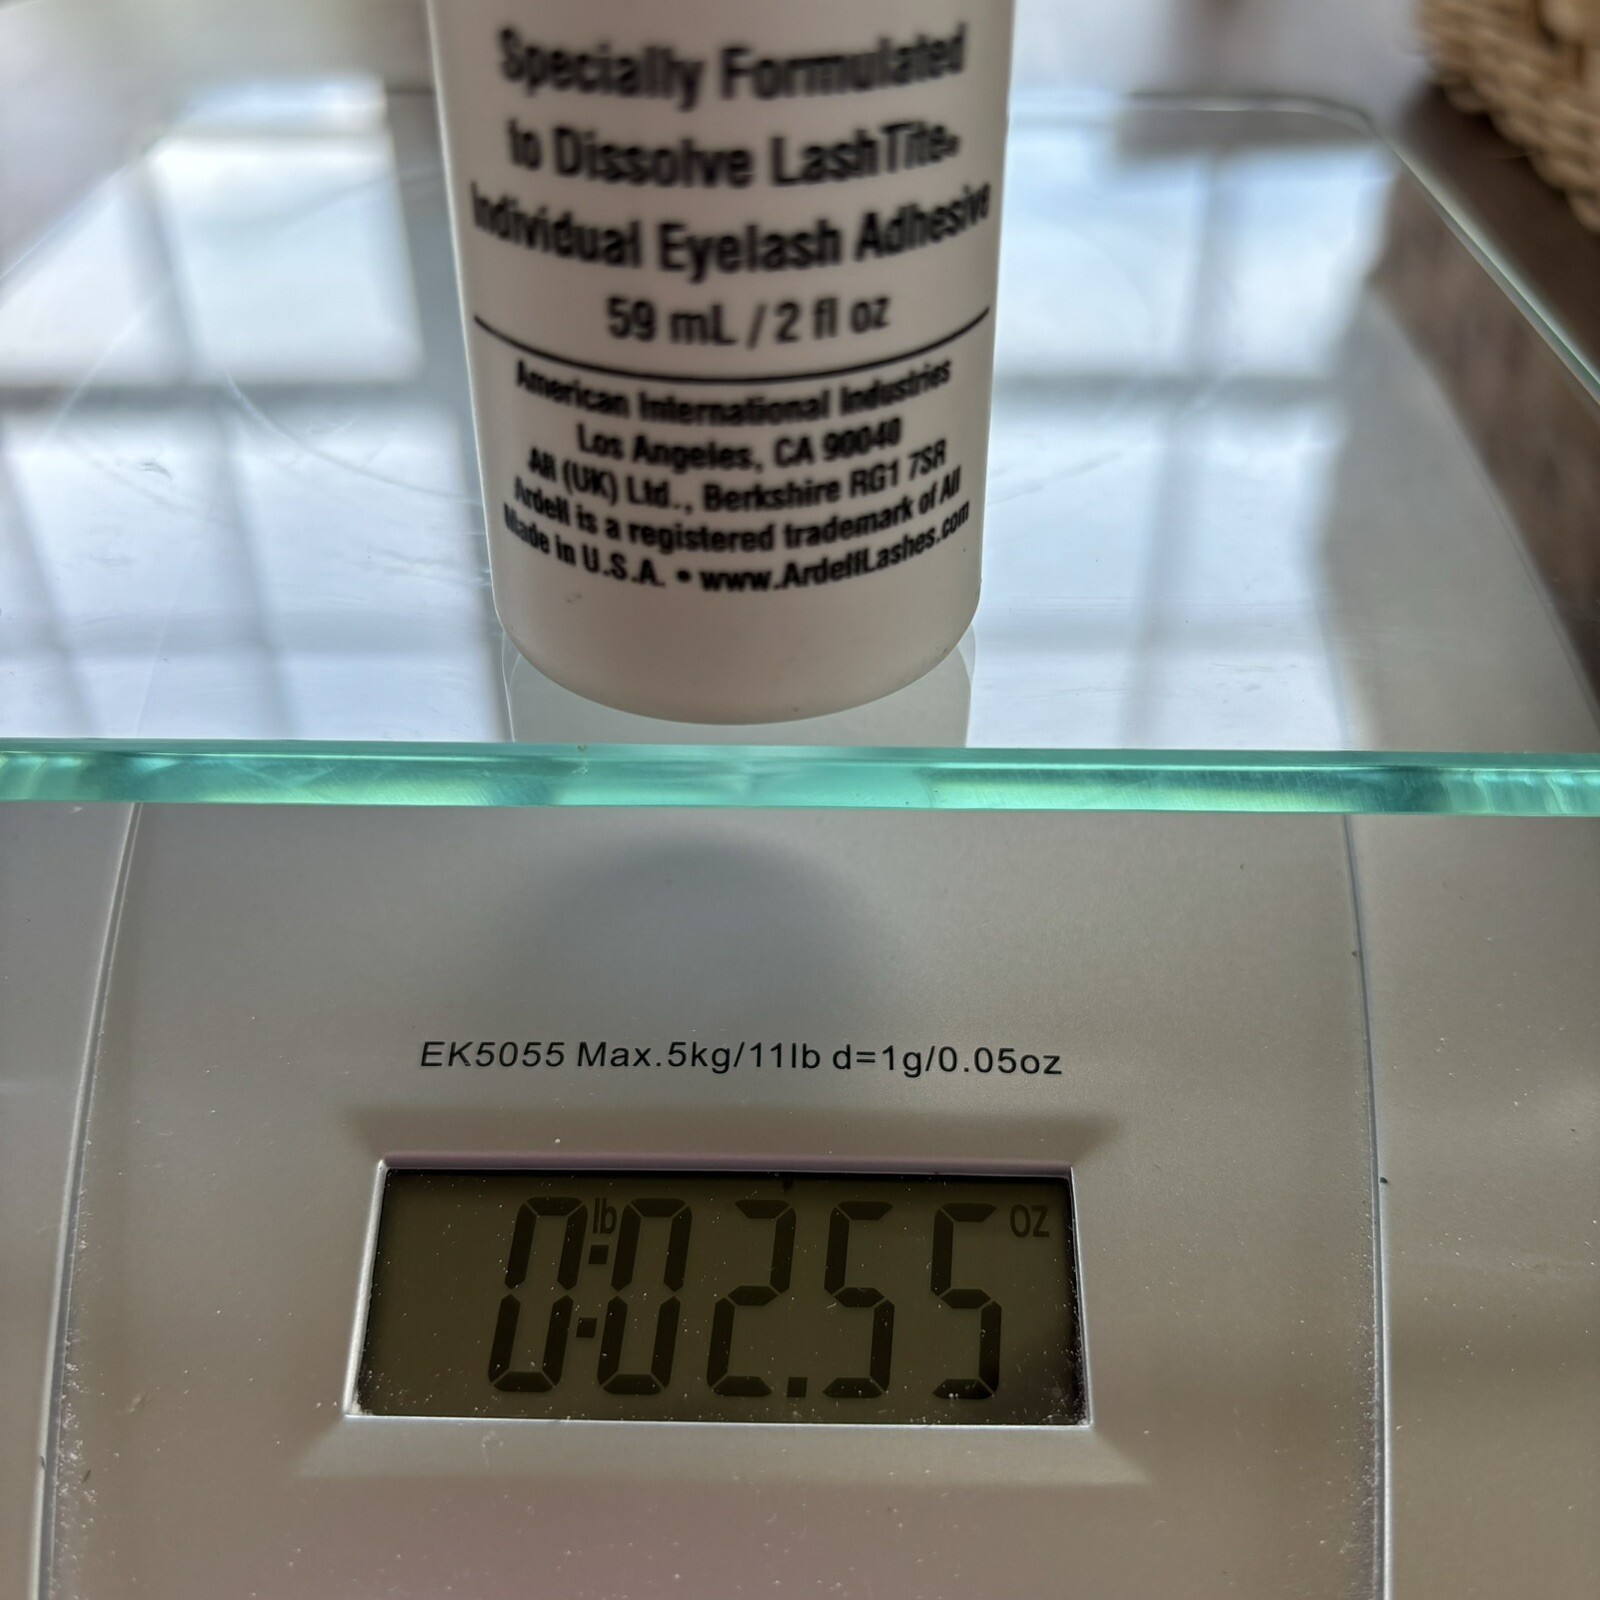 Specially Formulated
to Dissolve LashTite®
Individual Eyelash Adhesive
59 mL / 2 fl oz
American International Industries
Los Angeles, CA 90040
AII (UK) Ltd., Berkshire RG1 7SR
Ardell is a registered trademark of AII
Made in U.S.A. • www.ArdellLashes.com
EK5055 Max.5kg/11lb d=1g/0.05oz
0 lb:02.55 oz